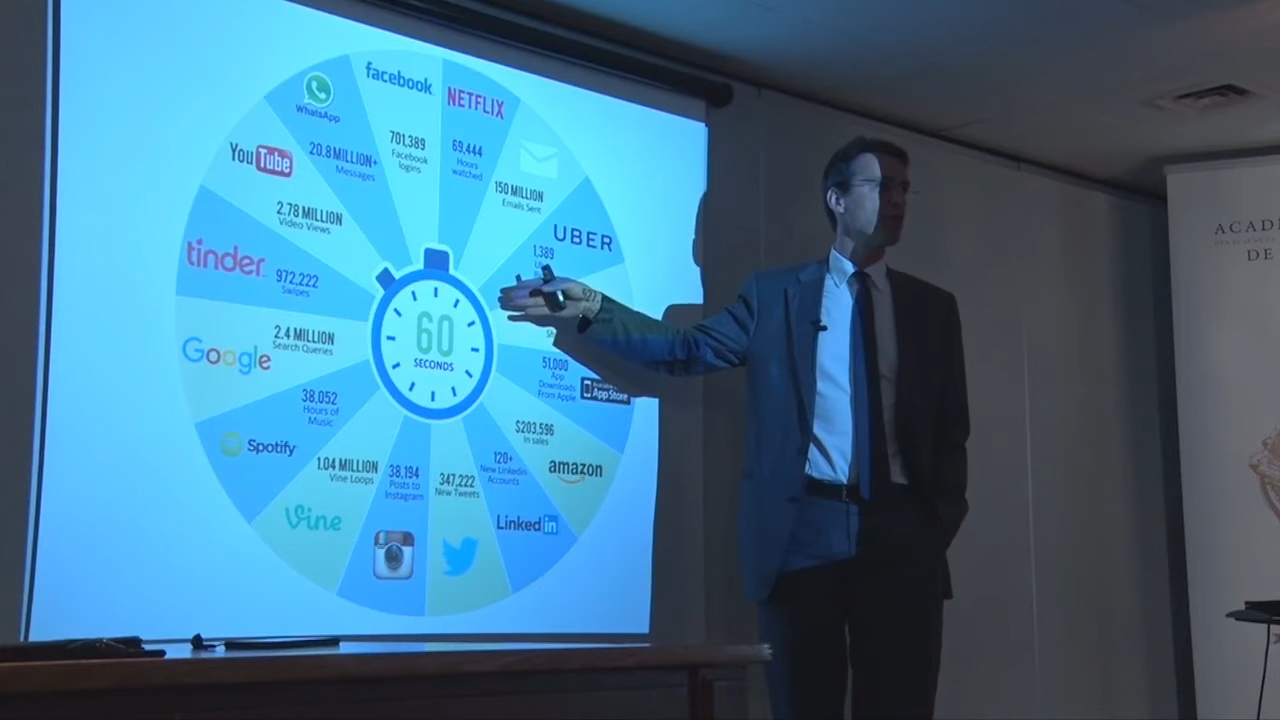 facebook
701,389
Facebook
logins
NETFLIX
69,444
Hours
watched
150 MILLION
Emails Sent
UBER
1,389
527,
51,000
App
Downloads
From Apple
App Store
$203,596
In sales
amazon
120+
New Linkedin
Accounts
Linked in
347,222
New Tweets
38,194
Posts to
Instagram
1.04 MILLION
Vine Loops
Vine
38,052
Hours of
Music
Spotify
2.4 MILLION
Search Queries
Google
972,222
Swipes
tinder
2.78 MILLION
Video Views
YouTube
20.8 MILLION+
Messages
WhatsApp
60
SECONDS
DE